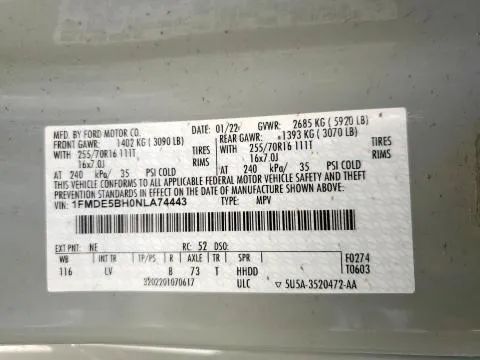 MFD. BY FORD MOTOR CO.
DATE: 01/22 GVWR: 2685 KG ( 5920 LB)
FRONT GAWR: 1402 KG ( 3090 LB) REAR GAWR: 1393 KG ( 3070 LB)
WITH 255/70R16 111T TIRES WITH 255/70R16 111T TIRES
16x7.0J RIMS 16x7.0J RIMS
AT 240 kPa/ 35 PSI COLD AT 240 kPa/ 35 PSI COLD
THIS VEHICLE CONFORMS TO ALL APPLICABLE FEDERAL MOTOR VEHICLE SAFETY AND THEFT
PREVENTION STANDARDS IN EFFECT ON THE DATE OF MANUFACTURE SHOWN ABOVE.
VIN: 1FMDE5BH0NLA74443 TYPE: MPV
EXT PNT: NE RC: 52 DSO:
WB INT TR TP/PS R AXLE TR SPR F0274
116 LV B 73 T HHDD T0603
3202201070617 ULC 5U5A-3520472-AA